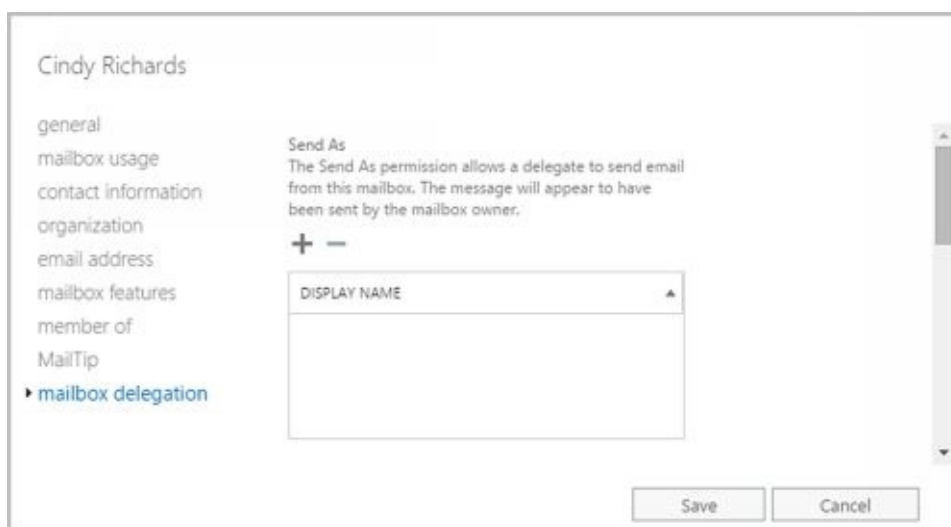 Cindy Richards
general
mailbox usage
contact information
organization
email address
mailbox features
member of
MailTip
mailbox delegation
Send As
The Send As permission allows a delegate to send email
from this mailbox. The message will appear to have
been sent by the mailbox owner.
DISPLAY NAME
Save
Cancel